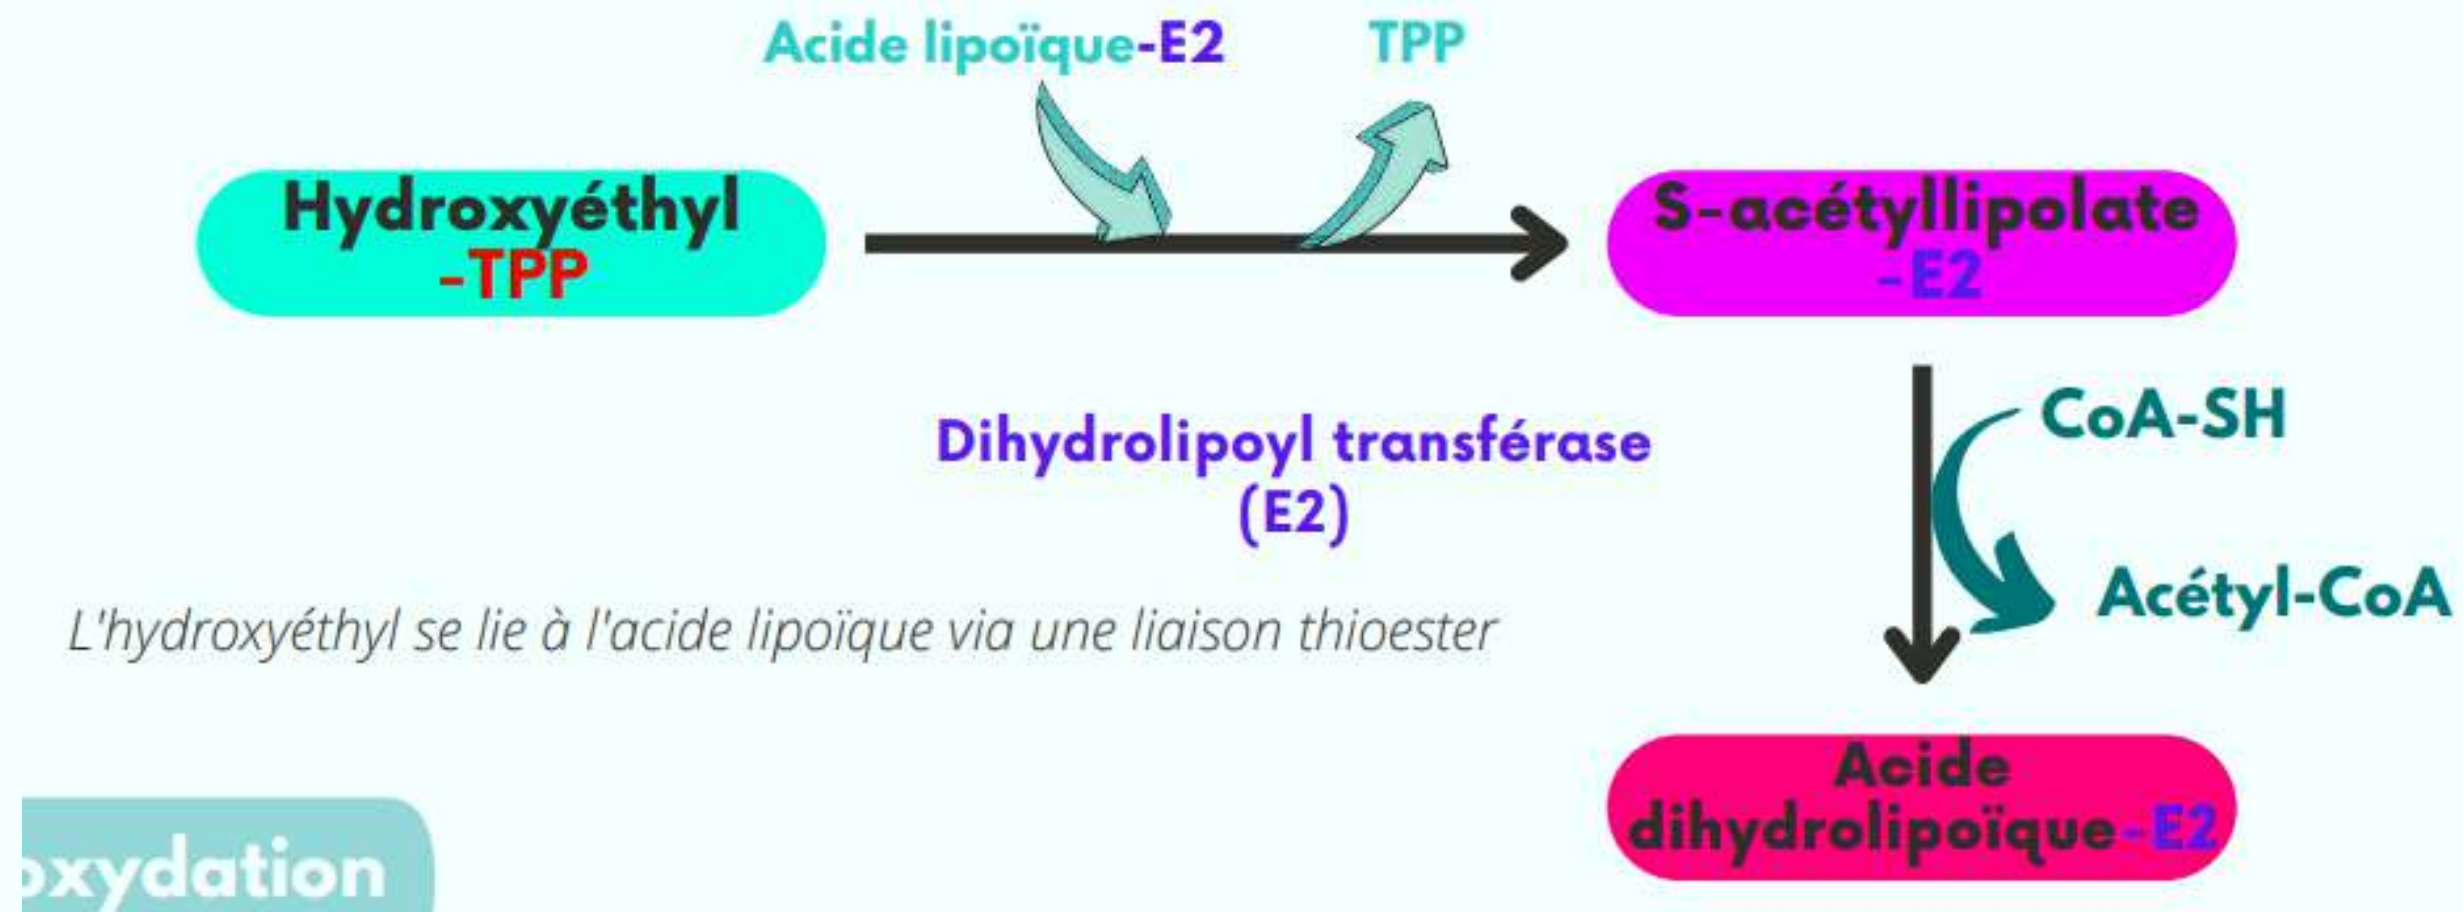 Acide lipoïque-E2
TPP
Hydroxyéthyl
-TPP
S-acétyllipolate
-E2
CoA-SH
Dihydrolipoyl transférase
(E2)
Acétyl-CoA
L'hydroxyéthyl se lie à l'acide lipoïque via une liaison thioester
Acide
dihydrolipoïque-E2
oxydation